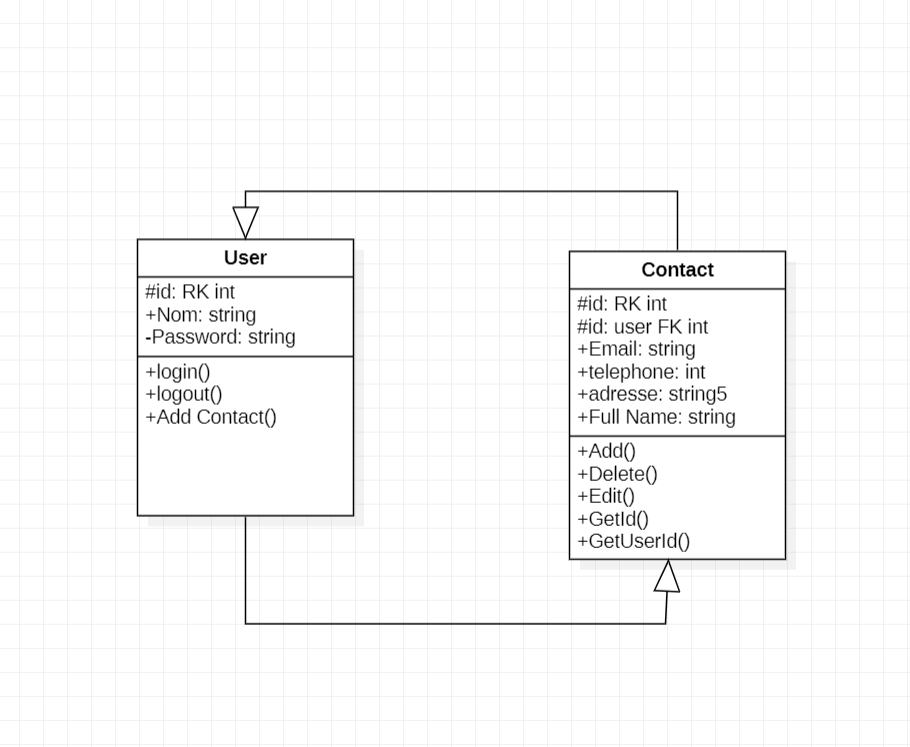 User
#id: RK int
+Nom: string
-Password: string
+login()
+logout()
+Add Contact()
Contact
#id: RK int
#id: user FK int
+Email: string
+telephone: int
+adresse: string5
+Full Name: string
+Add()
+Delete()
+Edit()
+GetId()
+GetUserId()